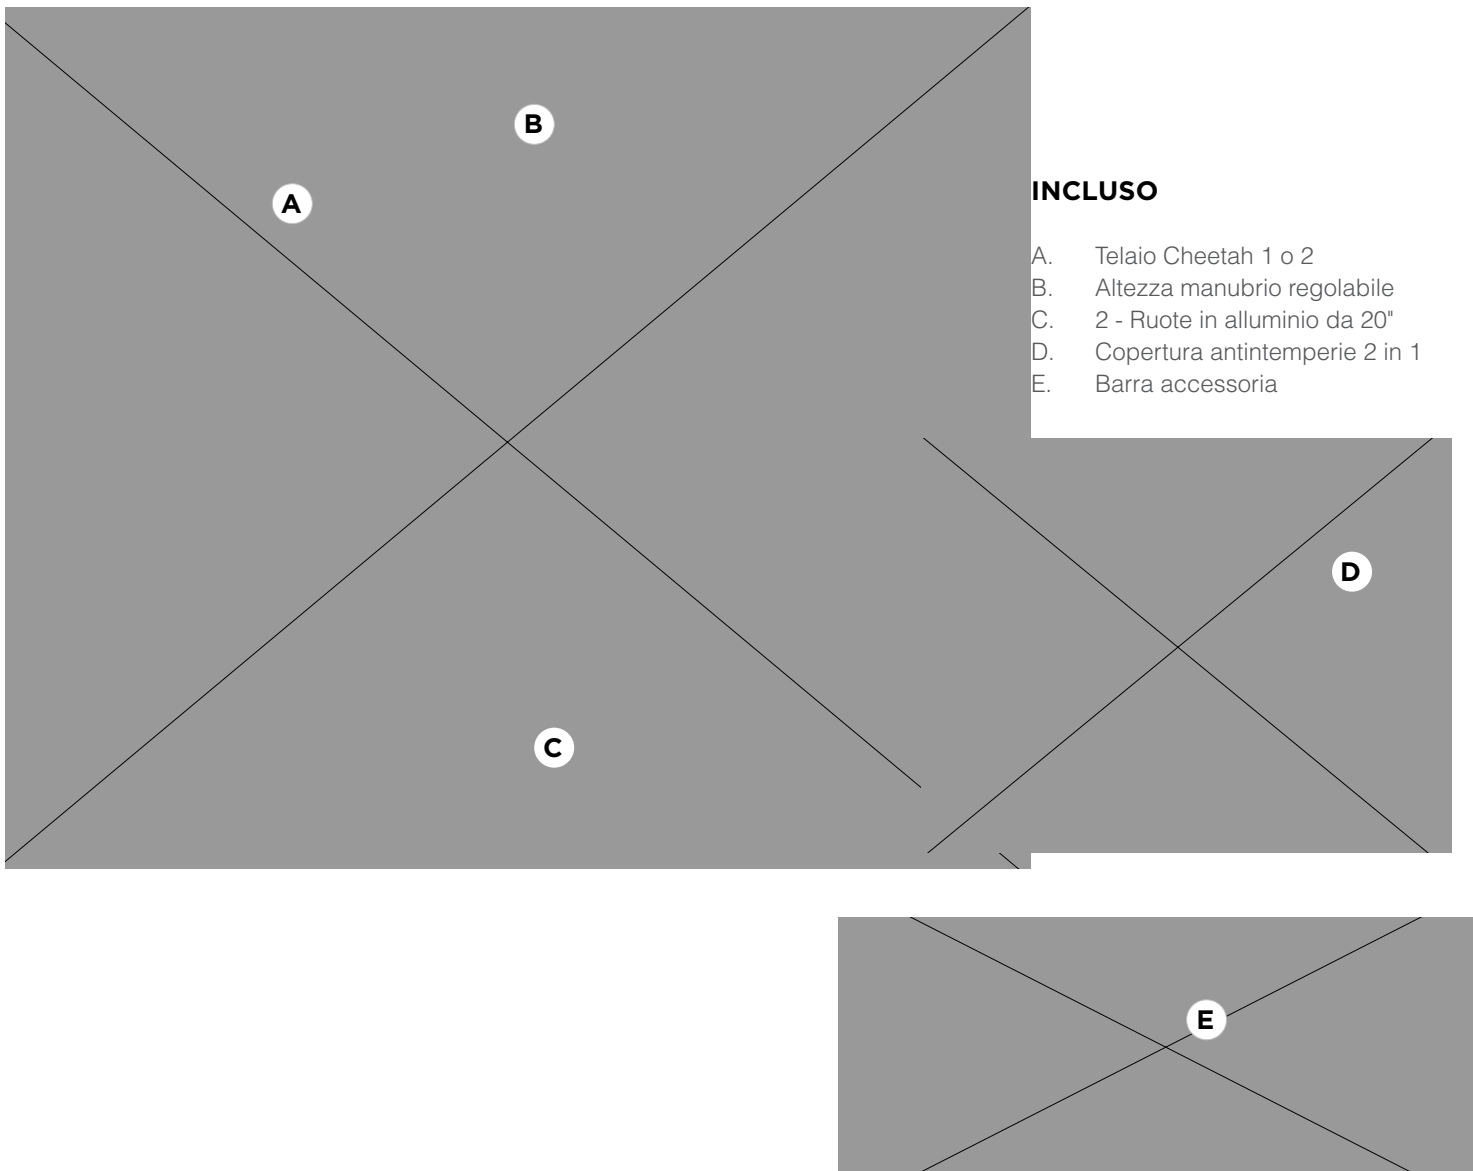 B
A
INCLUSO
A. Telaio Cheetah 1 o 2
B. Altezza manubrio regolabile
C. 2 - Ruote in alluminio da 20"
D. Copertura antintemperie 2 in 1
E. Barra accessoria
D
C
E